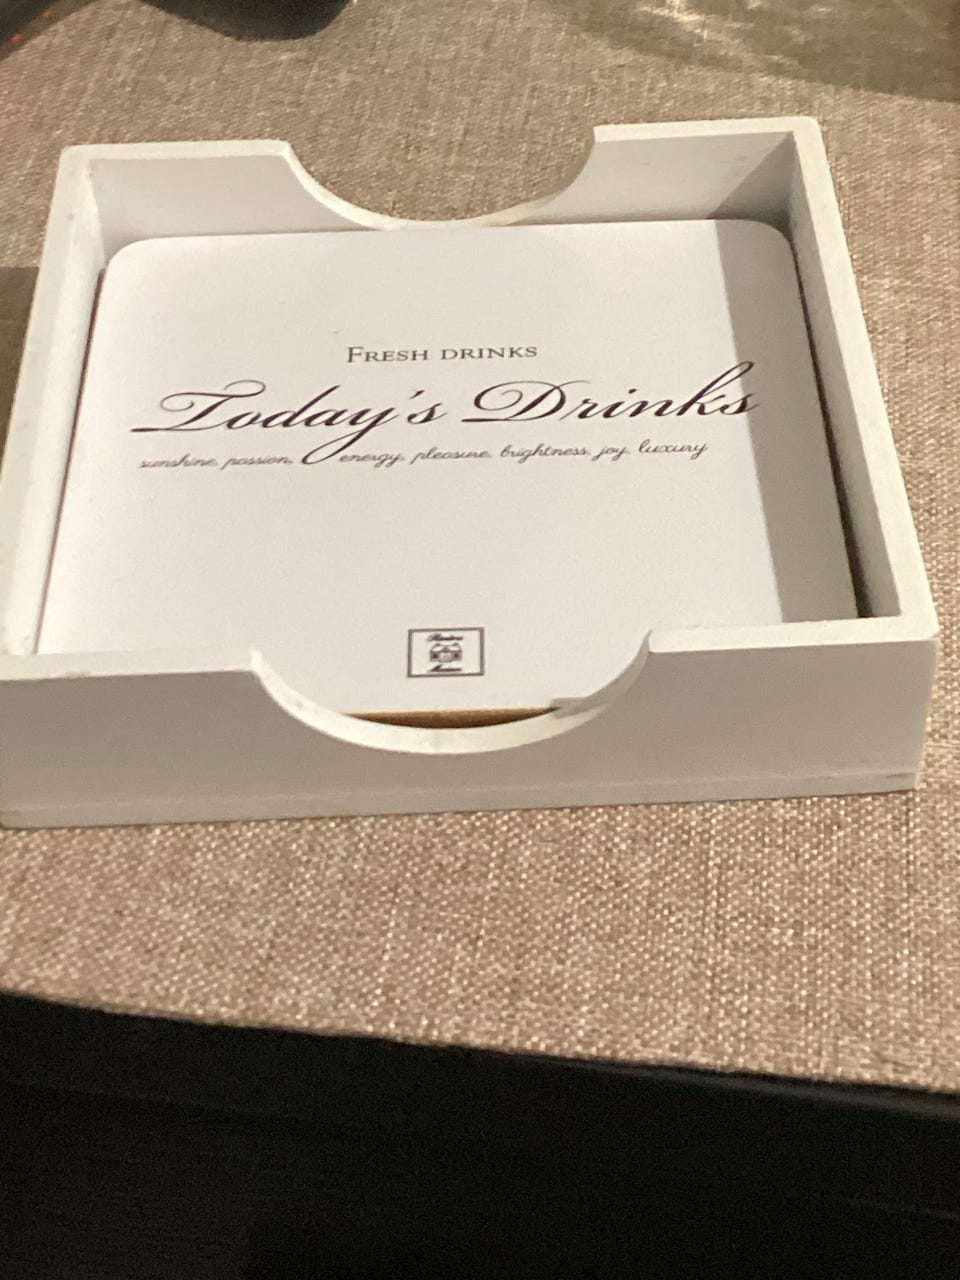 FRESH DRINKS
Today's Drinks
sunshine, passion, energy, pleasure, brightness, joy, luxury